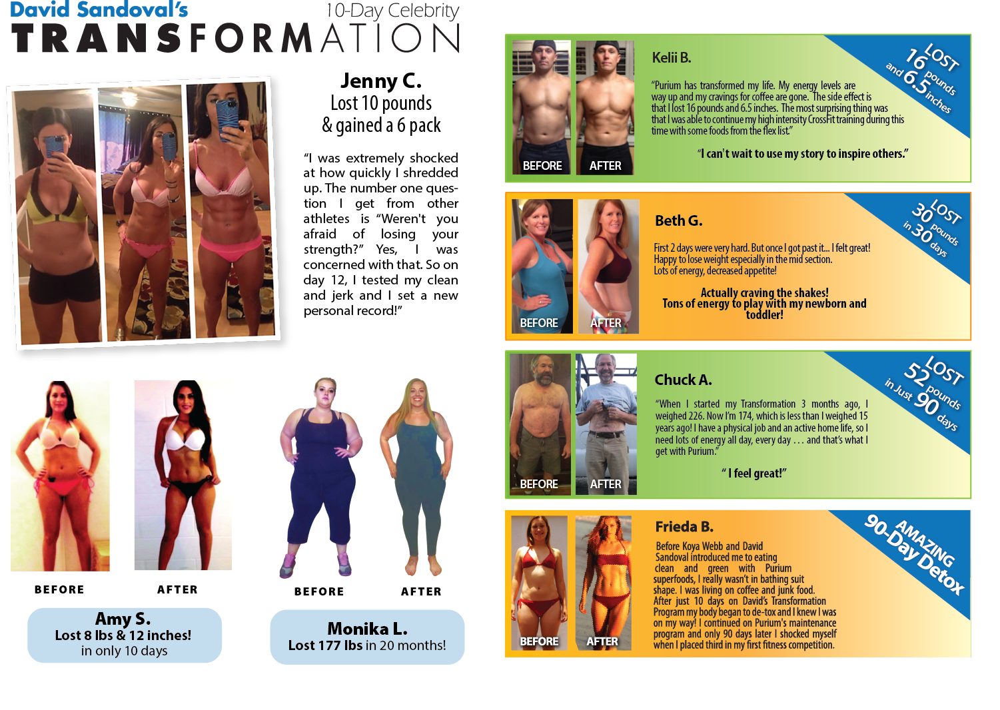 David Sandoval's
10-Day Celebrity
TRANSFORMATION
Jenny C.
Lost 10 pounds
& gained a 6 pack
“I was extremely shocked
at how quickly I shredded
up. The number one ques-
tion I get from other
athletes is “Weren't you
afraid of losing your
strength?” Yes, I was
concerned with that. So on
day 12, I tested my clean
and jerk and I set a new
personal record!”
BEFORE
AFTER
Amy S.
Lost 8 lbs & 12 inches!
in only 10 days
BEFORE
AFTER
Monika L.
Lost 177 lbs in 20 months!
BEFORE
AFTER
Kelii B.
“Purium has transformed my life. My energy levels are
way up and my cravings for coffee are gone. The side effect is
that I lost 16 pounds and 6.5 inches. The most surprising thing was
that I was able to continue my high intensity CrossFit training during this
time with some foods from the flex list.”
“I can't wait to use my story to inspire others.”
LOST
16 pounds
and 6.5 inches
BEFORE
AFTER
Beth G.
First 2 days were very hard. But once I got past it... I felt great!
Happy to lose weight especially in the mid section.
Lots of energy, decreased appetite!
Actually craving the shakes!
Tons of energy to play with my newborn and
toddler!
LOST
30 pounds
in 30 days
BEFORE
AFTER
Chuck A.
“When I started my Transformation 3 months ago, I
weighed 226. Now I’m 174, which is less than I weighed 15
years ago! I have a physical job and an active home life, so I
need lots of energy all day, every day … and that’s what I
get with Purium.”
“ I feel great!”
LOST
52 pounds
in Just 90 days
BEFORE
AFTER
Frieda B.
Before Koya Webb and David
Sandoval introduced me to eating
clean and green with Purium
superfoods, I really wasn’t in bathing suit
shape. I was living on coffee and junk food.
After just 10 days on David’s Transformation
Program my body began to de-tox and I knew I was
on my way! I continued on Purium's maintenance
program and only 90 days later I shocked myself
when I placed third in my first fitness competition.
AMAZING
90-Day Detox